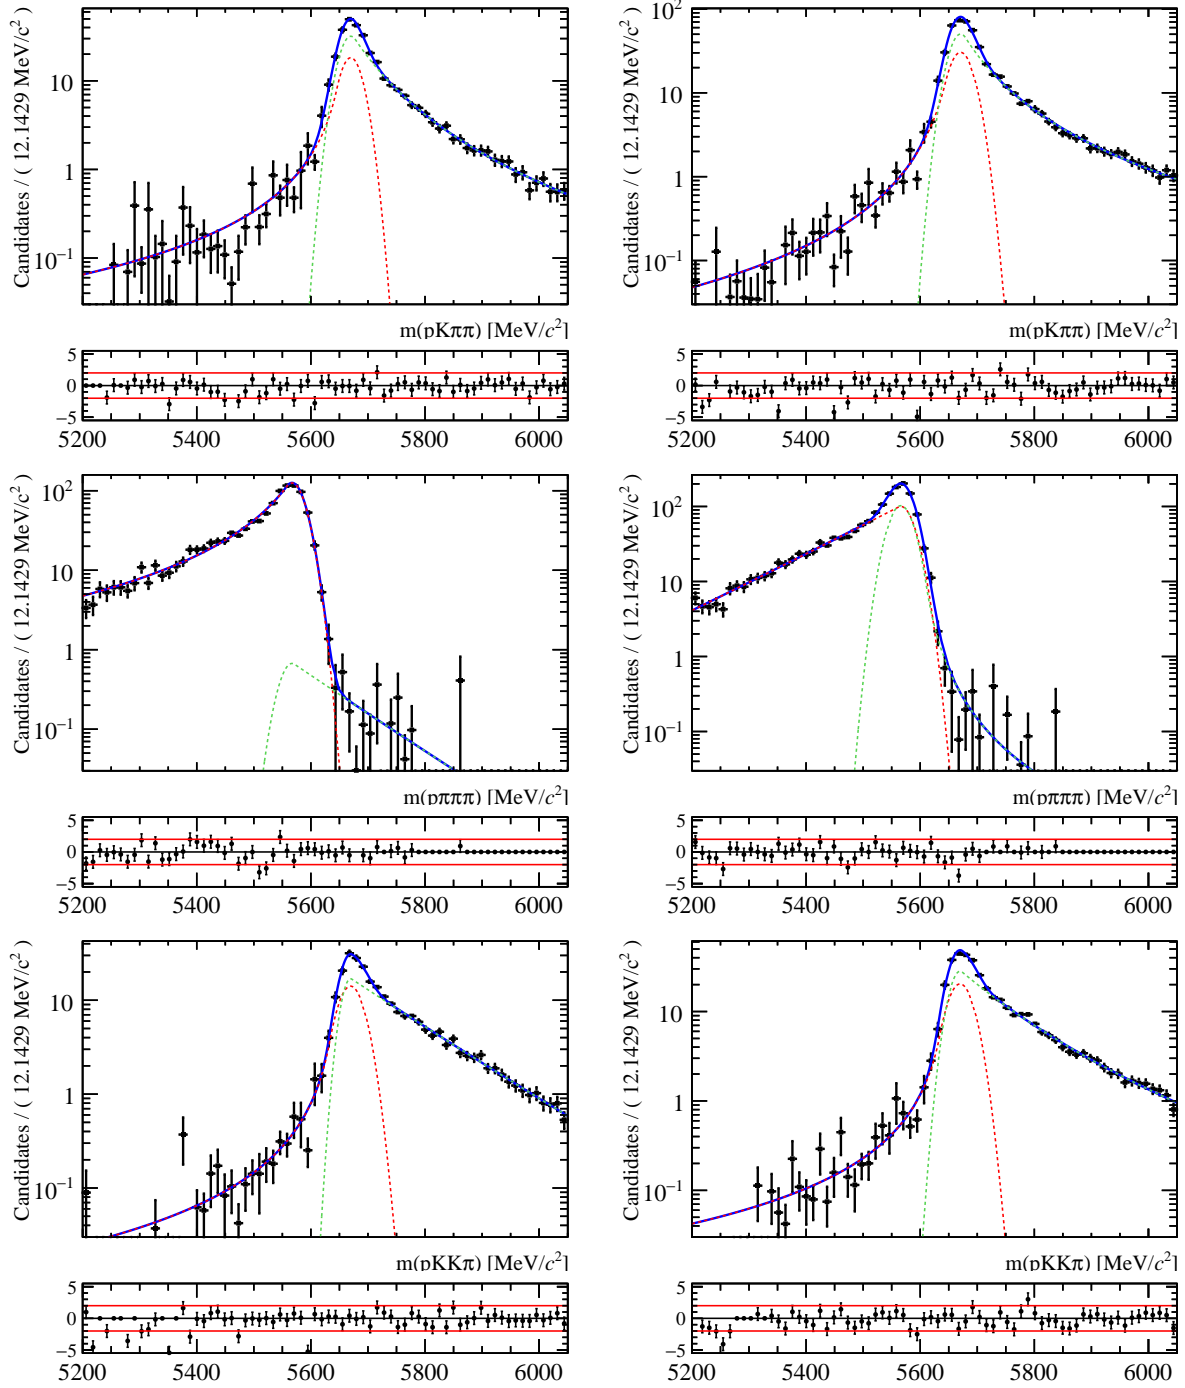 Candidates / ( 12.1429 MeV/c² )
10
1
10⁻¹
m(pKππ) [MeV/c²]
5
0
−5
5200 5400 5600 5800 6000
Candidates / ( 12.1429 MeV/c² )
10²
10
1
10⁻¹
m(pKππ) [MeV/c²]
5
0
−5
5200 5400 5600 5800 6000
Candidates / ( 12.1429 MeV/c² )
10²
10
1
10⁻¹
m(pπππ) [MeV/c²]
5
0
−5
5200 5400 5600 5800 6000
Candidates / ( 12.1429 MeV/c² )
10²
10
1
10⁻¹
m(pπππ) [MeV/c²]
5
0
−5
5200 5400 5600 5800 6000
Candidates / ( 12.1429 MeV/c² )
10
1
10⁻¹
m(pKKπ) [MeV/c²]
5
0
−5
5200 5400 5600 5800 6000
Candidates / ( 12.1429 MeV/c² )
10
1
10⁻¹
m(pKKπ) [MeV/c²]
5
0
−5
5200 5400 5600 5800 6000